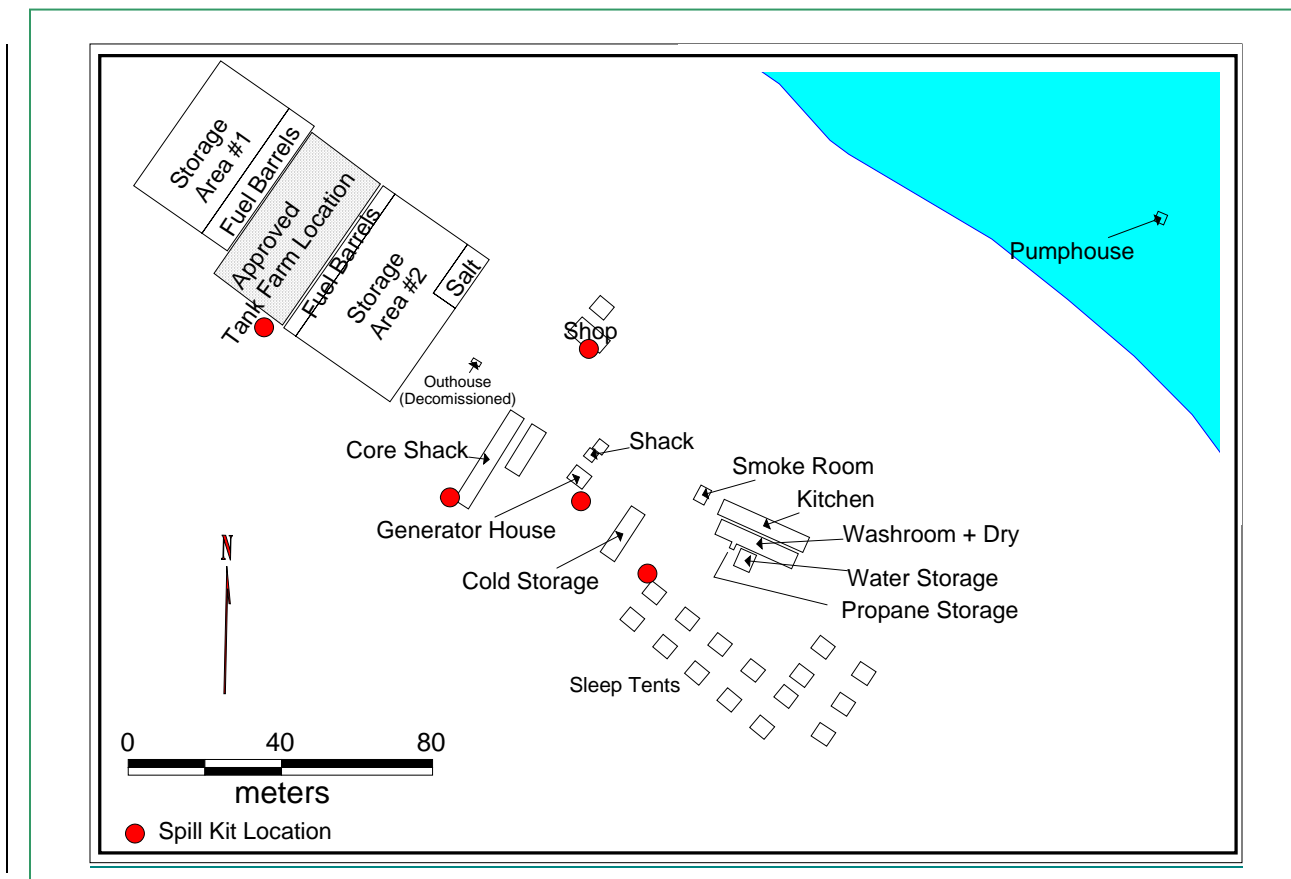 Storage
Area #1
Fuel Barrels
Approved
Tank Farm Location
Fuel Barrels
Storage
Area #2
Salt
Pumphouse
Shop
Outhouse
(Decomissioned)
Core Shack
Shack
Smoke Room
Kitchen
Generator House
Washroom + Dry
Cold Storage
Water Storage
Propane Storage
N
Sleep Tents
0 40 80
meters
Spill Kit Location